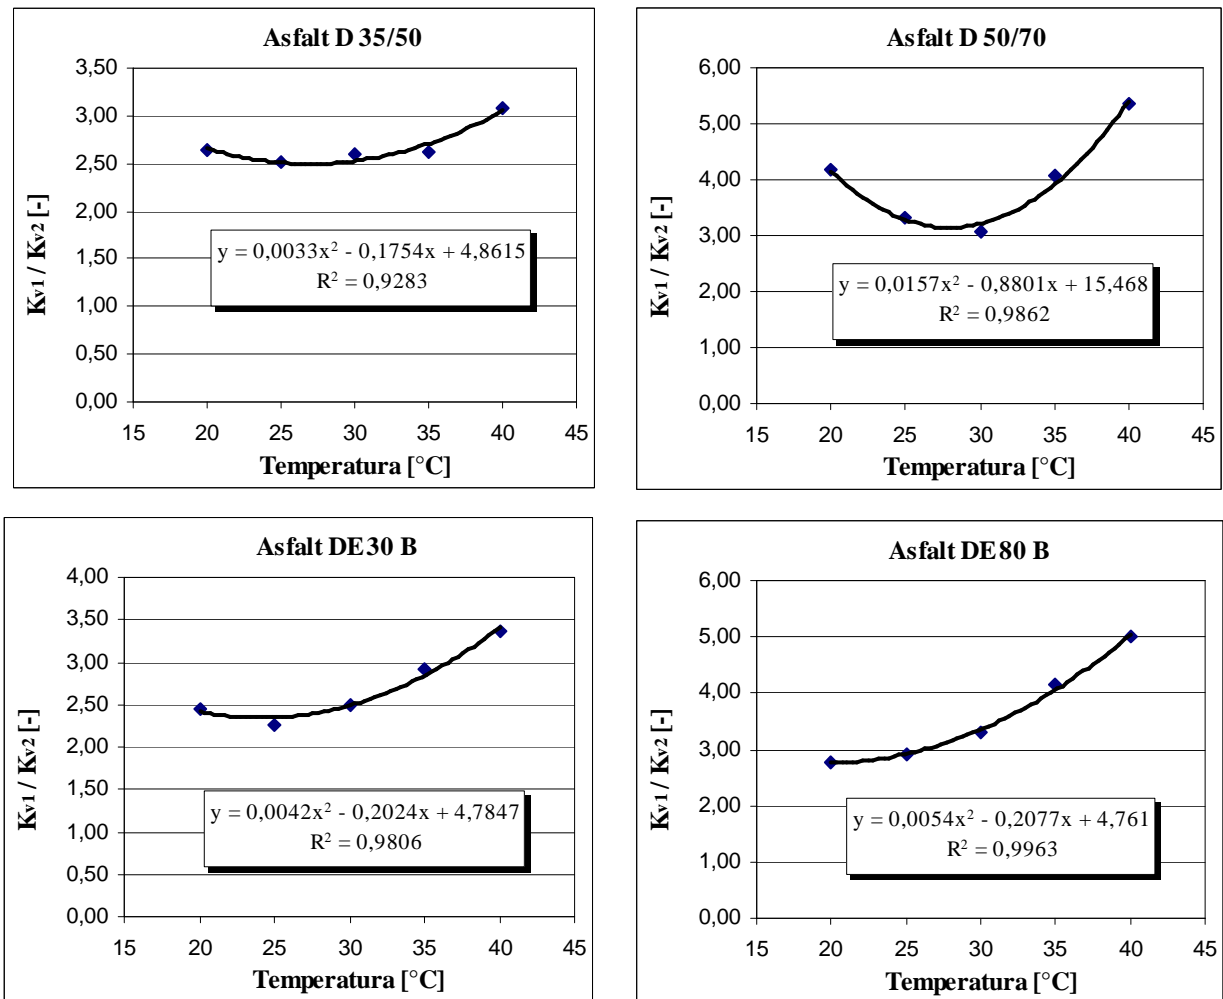 Asfalt D 35/50
3,50
3,00
2,50
2,00
1,50
1,00
0,50
0,00
Kv1 / Kv2 [-]
y = 0,0033x² - 0,1754x + 4,8615
R² = 0,9283
15 20 25 30 35 40 45
Temperatura [°C]
Asfalt D 50/70
6,00
5,00
4,00
3,00
2,00
1,00
0,00
Kv1 / Kv2 [-]
y = 0,0157x² - 0,8801x + 15,468
R² = 0,9862
15 20 25 30 35 40 45
Temperatura [°C]
Asfalt DE30 B
4,00
3,50
3,00
2,50
2,00
1,50
1,00
0,50
0,00
Kv1 / Kv2 [-]
y = 0,0042x² - 0,2024x + 4,7847
R² = 0,9806
15 20 25 30 35 40 45
Temperatura [°C]
Asfalt DE80 B
6,00
5,00
4,00
3,00
2,00
1,00
0,00
Kv1 / Kv2 [-]
y = 0,0054x² - 0,2077x + 4,761
R² = 0,9963
15 20 25 30 35 40 45
Temperatura [°C]